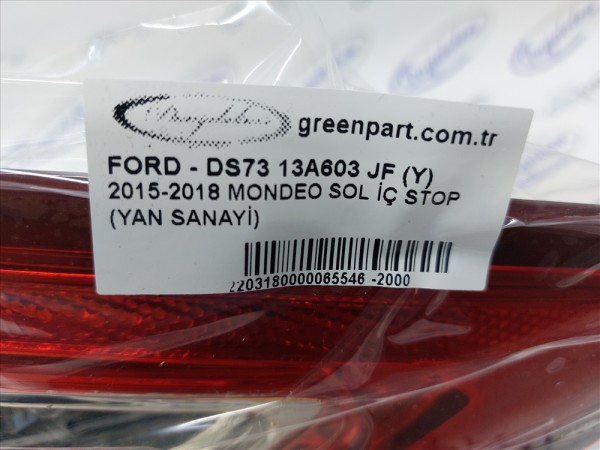 greenpart.com.tr
FORD - DS73 13A603 JF (Y)
2015-2018 MONDEO SOL İÇ STOP
(YAN SANAYİ)
2203180000065546 -2000